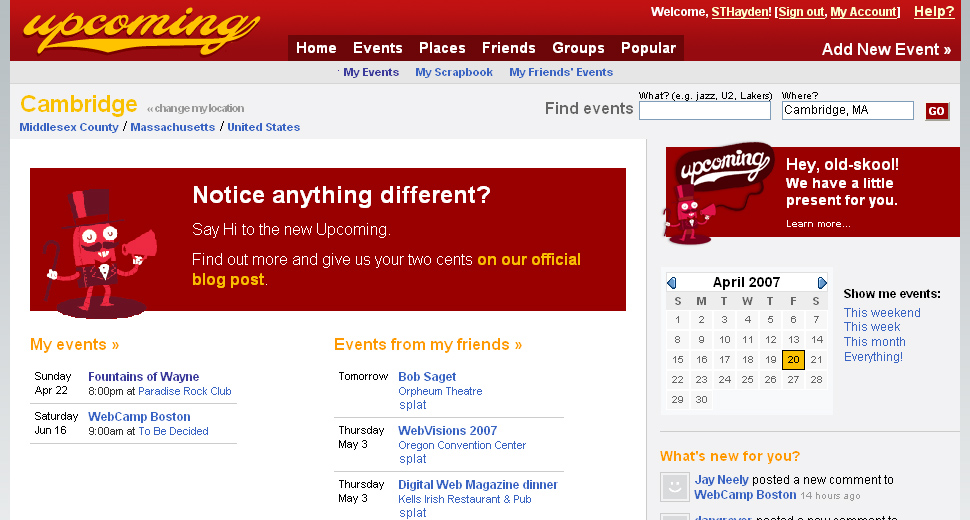 upcoming
Welcome, STHayden! [Sign out, My Account] Help?
Home Events Places Friends Groups Popular
Add New Event »
My Events My Scrapbook My Friends' Events
Cambridge « change my location
Middlesex County / Massachusetts / United States
Find events
What? (e.g. jazz, U2, Lakers) Where?
Cambridge, MA
GO
Notice anything different?
Say Hi to the new Upcoming.
Find out more and give us your two cents on our official
blog post.
My events »
Sunday Fountains of Wayne
Apr 22 8:00pm at Paradise Rock Club
Saturday WebCamp Boston
Jun 16 9:00am at To Be Decided
Events from my friends »
Tomorrow Bob Saget
Orpheum Theatre
splat
Thursday WebVisions 2007
May 3 Oregon Convention Center
splat
Thursday Digital Web Magazine dinner
May 3 Kells Irish Restaurant & Pub
splat
upcoming
Hey, old-skool!
We have a little
present for you.
Learn more...
April 2007
S M T W T F S
1 2 3 4 5 6 7
8 9 10 11 12 13 14
15 16 17 18 19 20 21
22 23 24 25 26 27 28
29 30
Show me events:
This weekend
This week
This month
Everything!
What's new for you?
Jay Neely posted a new comment to
WebCamp Boston 14 hours ago
posted a new comment to